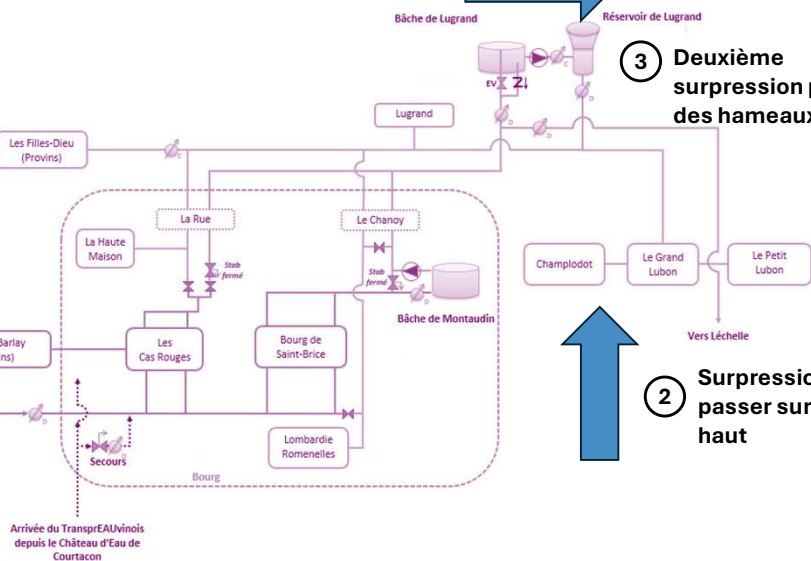 Bâche de Lugrand
Réservoir de Lugrand
3
Deuxième
surpression
des hameaux
C
EV
D
D
D
Lugrand
Les Filles-Dieu
(Provins)
C
La Rue
Le Chanoy
La Haute
Maison
Stab
fermé
Stab
fermé
D
Bâche de Montaudin
Champlodot
Le Grand
Lubon
Le Petit
Lubon
Vers Léchelle
Barlay
Les
Cas Rouges
Bourg de
Saint-Brice
2
passer sur
haut
D
D
Secours
Lombardie
Romenelles
Bourg
Arrivée du TransprEAUvinois
depuis le Château d'Eau de
Courtacon